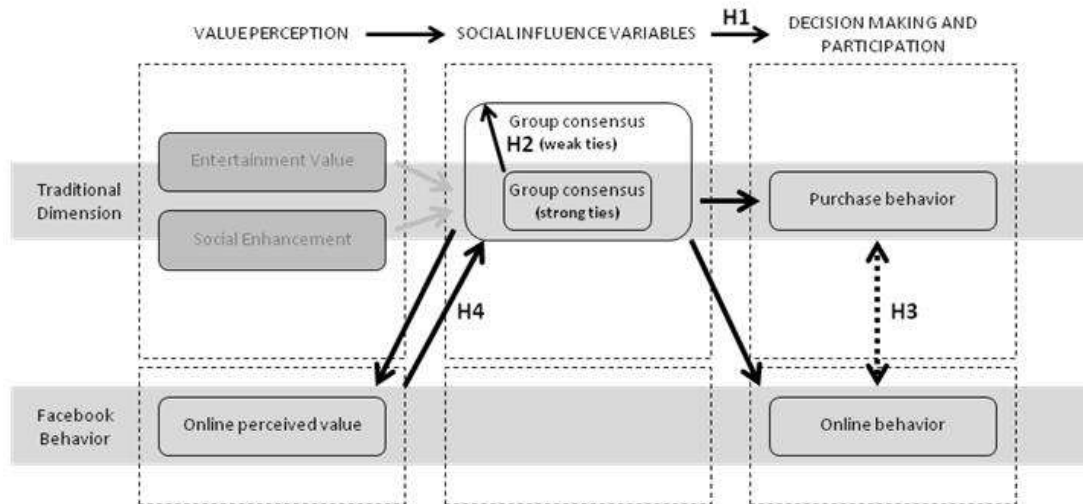 VALUE PERCEPTION
SOCIAL INFLUENCE VARIABLES
H1
DECISION MAKING AND
PARTICIPATION
Traditional
Dimension
Entertainment Value
Social Enhancement
Group consensus
(weak ties)
H2
Group consensus
(strong ties)
Purchase behavior
H4
H3
Facebook
Behavior
Online perceived value
Online behavior